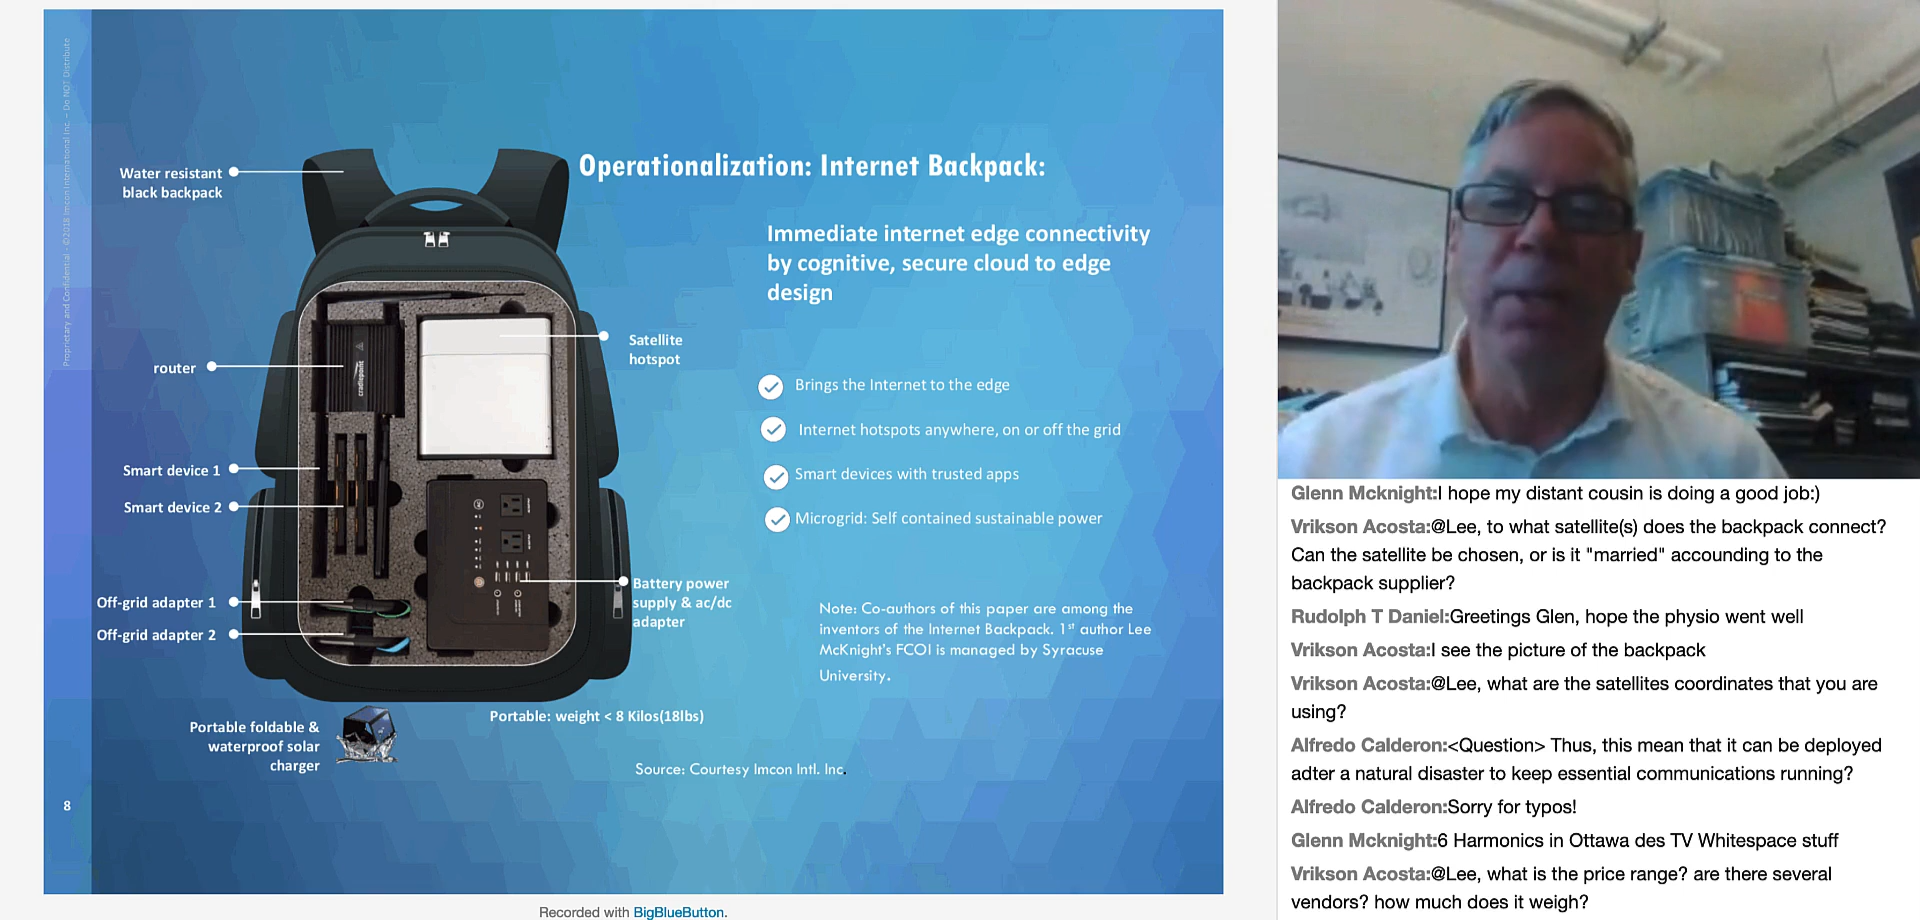 Proprietary and Confidential - ©2018 Imcon International Inc. – Do NOT Distribute
Operationalization: Internet Backpack:
Water resistant
black backpack
Immediate internet edge connectivity
by cognitive, secure cloud to edge
design
Satellite
hotspot
router
cradlepoint
Brings the Internet to the edge
Internet hotspots anywhere, on or off the grid
Smart device 1
Smart devices with trusted apps
Smart device 2
Microgrid: Self contained sustainable power
Battery power
supply & ac/dc
adapter
Off-grid adapter 1
Off-grid adapter 2
Note: Co-authors of this paper are among the
inventors of the Internet Backpack. 1st author Lee
McKnight's FCOI is managed by Syracuse
University.
Portable: weight < 8 Kilos(18lbs)
Portable foldable &
waterproof solar
charger
Source: Courtesy Imcon Intl. Inc.
8
Recorded with BigBlueButton.
Glenn Mcknight:I hope my distant cousin is doing a good job:)
Vrikson Acosta:@Lee, to what satellite(s) does the backpack connect?
Can the satellite be chosen, or is it "married" accounding to the
backpack supplier?
Rudolph T Daniel:Greetings Glen, hope the physio went well
Vrikson Acosta:I see the picture of the backpack
Vrikson Acosta:@Lee, what are the satellites coordinates that you are
using?
Alfredo Calderon:<Question> Thus, this mean that it can be deployed
adter a natural disaster to keep essential communications running?
Alfredo Calderon:Sorry for typos!
Glenn Mcknight:6 Harmonics in Ottawa des TV Whitespace stuff
Vrikson Acosta:@Lee, what is the price range? are there several
vendors? how much does it weigh?